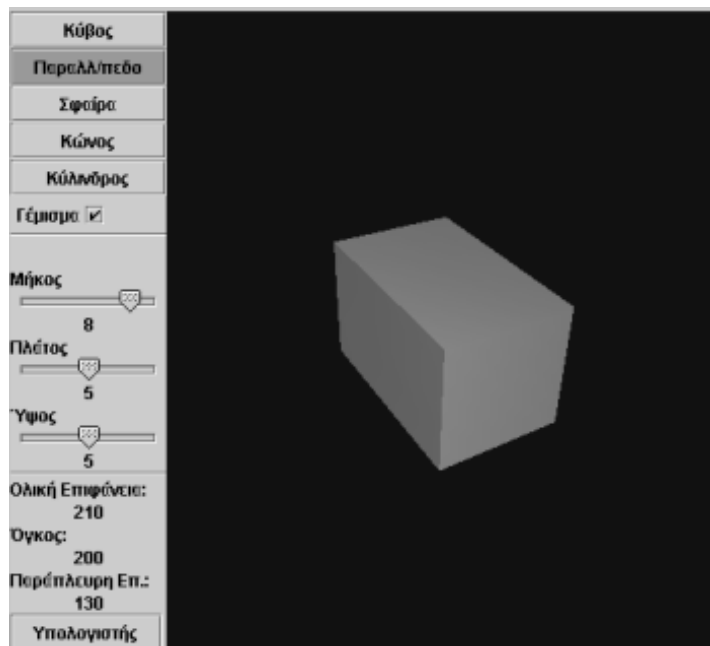 Κύβος
Παραλλ/πεδο
Σφαίρα
Κώνος
Κύλινδρος
Γέμισμα
Μήκος
8
Πλάτος
5
Ύψος
5
Ολική Επιφάνεια:
210
Όγκος:
200
Παράπλευρη Επ.:
130
Υπολογιστής